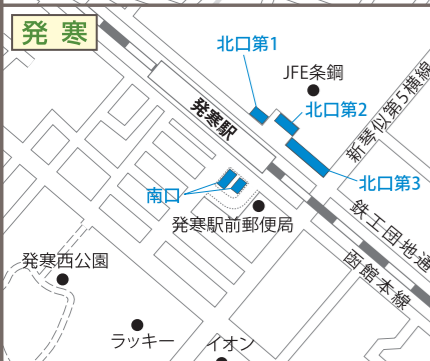 発寒
北口第1
JFE条鋼
北口第2
新琴似第5横線
発寒駅
北口第3
南口
鉄工団地通
発寒駅前郵便局
函館本線
発寒西公園
ラッキー
イオン